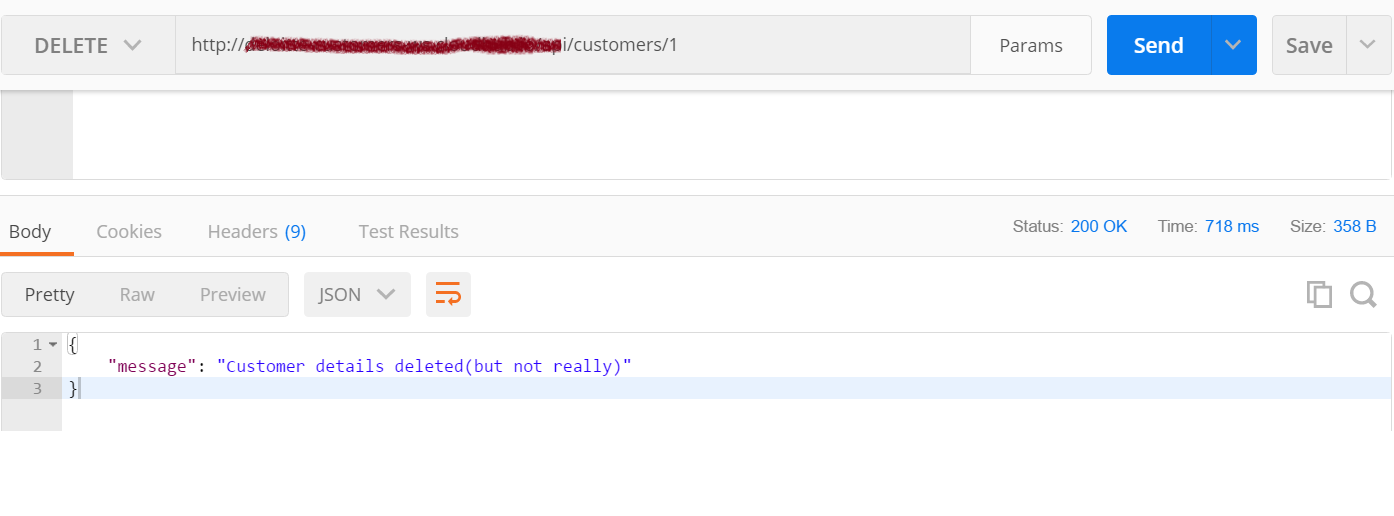 DELETE
http:// i/customers/1
Params
Send
Save
Body
Cookies
Headers (9)
Test Results
Status: 200 OK
Time: 718 ms
Size: 358 B
Pretty
Raw
Preview
JSON
1 {
2 "message": "Customer details deleted(but not really)"
3 }